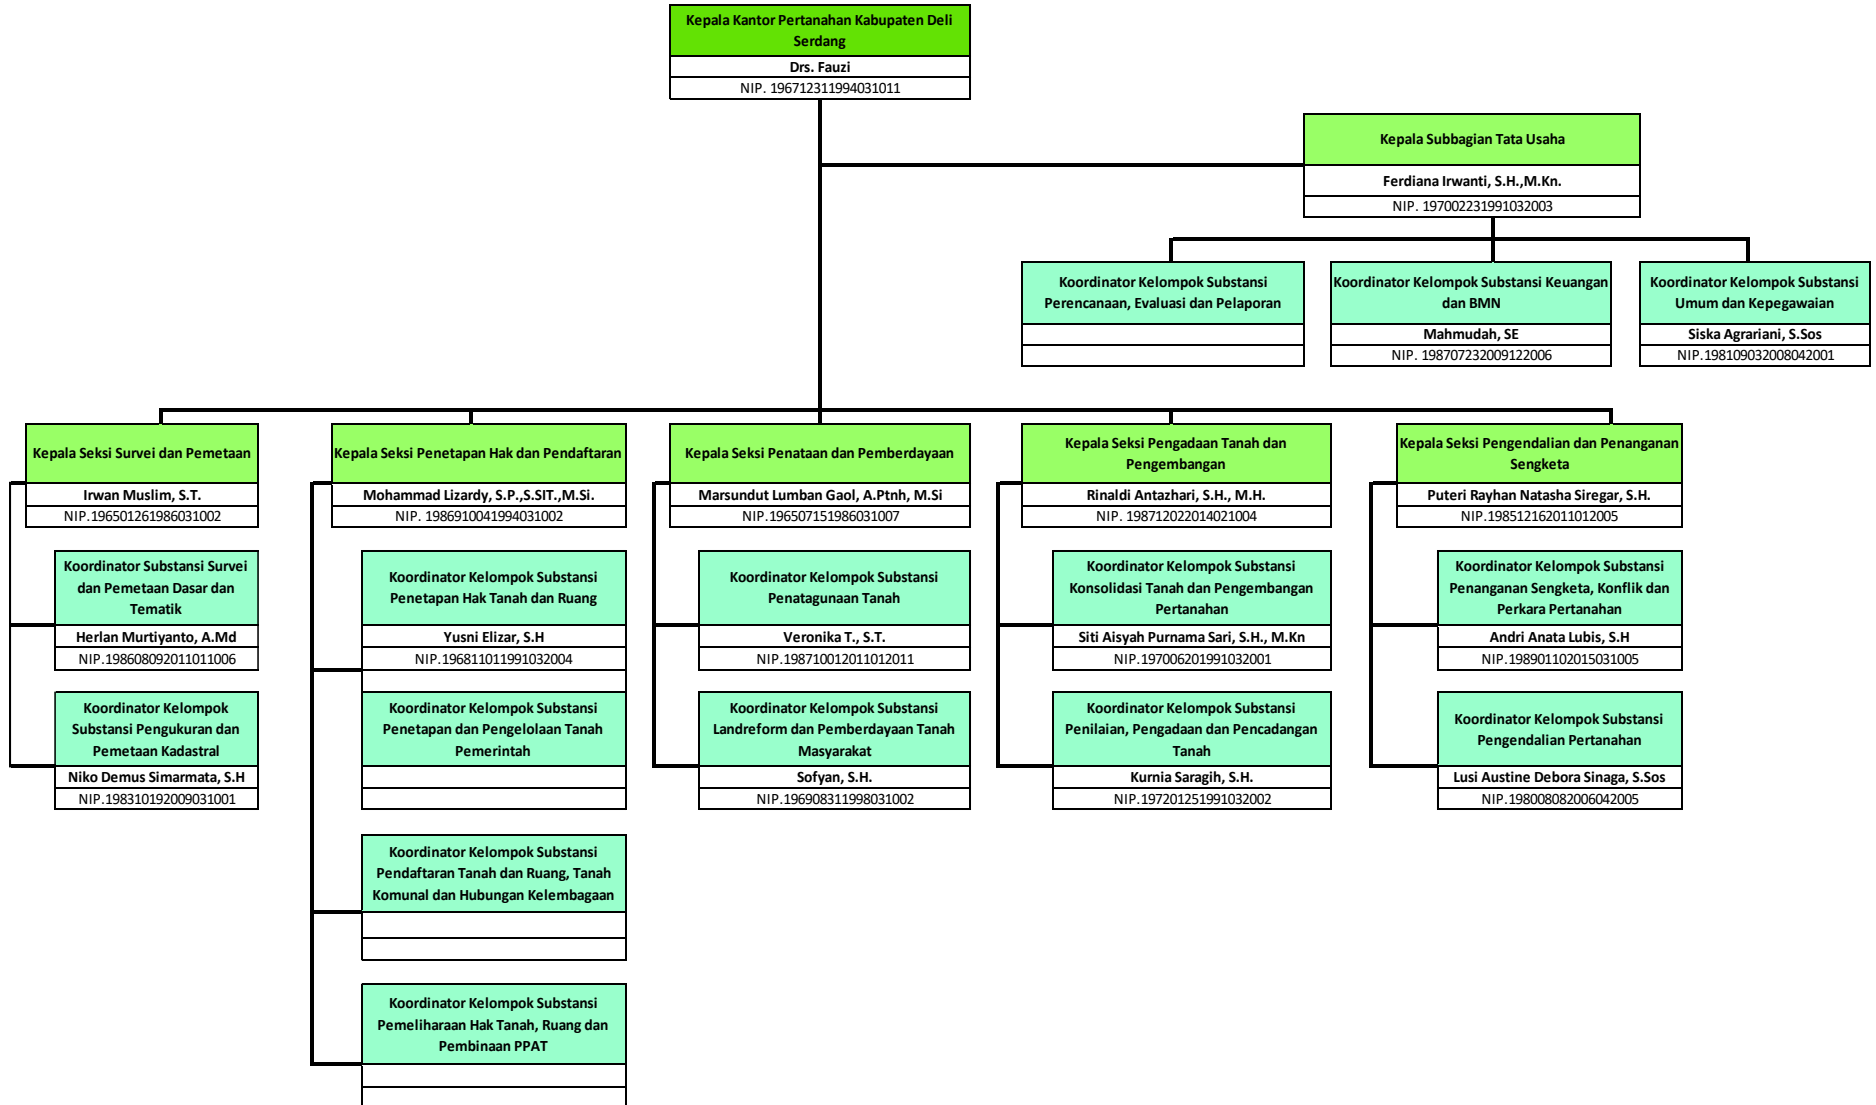 Kepala Kantor Pertanahan Kabupaten Deli
Serdang
Drs. Fauzi
NIP. 196712311994031011
Kepala Subbagian Tata Usaha
Ferdiana Irwanti, S.H.,M.Kn.
NIP. 197002231991032003
Koordinator Kelompok Substansi
Perencanaan, Evaluasi dan Pelaporan
Koordinator Kelompok Substansi Keuangan
dan BMN
Mahmudah, SE
NIP. 198707232009122006
Koordinator Kelompok Substansi
Umum dan Kepegawaian
Siska Agrariani, S.Sos
NIP.198109032008042001
Kepala Seksi Survei dan Pemetaan
Irwan Muslim, S.T.
NIP.196501261986031002
Koordinator Substansi Survei
dan Pemetaan Dasar dan
Tematik
Herlan Murtiyanto, A.Md
NIP.198608092011011006
Koordinator Kelompok
Substansi Pengukuran dan
Pemetaan Kadastral
Niko Demus Simarmata, S.H
NIP.198310192009031001
Kepala Seksi Penetapan Hak dan Pendaftaran
Mohammad Lizardy, S.P.,S.SIT.,M.Si.
NIP. 1986910041994031002
Koordinator Kelompok Substansi
Penetapan Hak Tanah dan Ruang
Yusni Elizar, S.H
NIP.196811011991032004
Koordinator Kelompok Substansi
Penetapan dan Pengelolaan Tanah
Pemerintah
Koordinator Kelompok Substansi
Pendaftaran Tanah dan Ruang, Tanah
Komunal dan Hubungan Kelembagaan
Koordinator Kelompok Substansi
Pemeliharaan Hak Tanah, Ruang dan
Pembinaan PPAT
Kepala Seksi Penataan dan Pemberdayaan
Marsundut Lumban Gaol, A.Ptnh, M.Si
NIP.196507151986031007
Koordinator Kelompok Substansi
Penatagunaan Tanah
Veronika T., S.T.
NIP.198710012011012011
Koordinator Kelompok Substansi
Landreform dan Pemberdayaan Tanah
Masyarakat
Sofyan, S.H.
NIP.196908311998031002
Kepala Seksi Pengadaan Tanah dan
Pengembangan
Rinaldi Antazhari, S.H., M.H.
NIP. 198712022014021004
Koordinator Kelompok Substansi
Konsolidasi Tanah dan Pengembangan
Pertanahan
Siti Aisyah Purnama Sari, S.H., M.Kn
NIP.197006201991032001
Koordinator Kelompok Substansi
Penilaian, Pengadaan dan Pencadangan
Tanah
Kurnia Saragih, S.H.
NIP.197201251991032002
Kepala Seksi Pengendalian dan Penanganan
Sengketa
Puteri Rayhan Natasha Siregar, S.H.
NIP.198512162011012005
Koordinator Kelompok Substansi
Penanganan Sengketa, Konflik dan
Perkara Pertanahan
Andri Anata Lubis, S.H
NIP.198901102015031005
Koordinator Kelompok Substansi
Pengendalian Pertanahan
Lusi Austine Debora Sinaga, S.Sos
NIP.198008082006042005